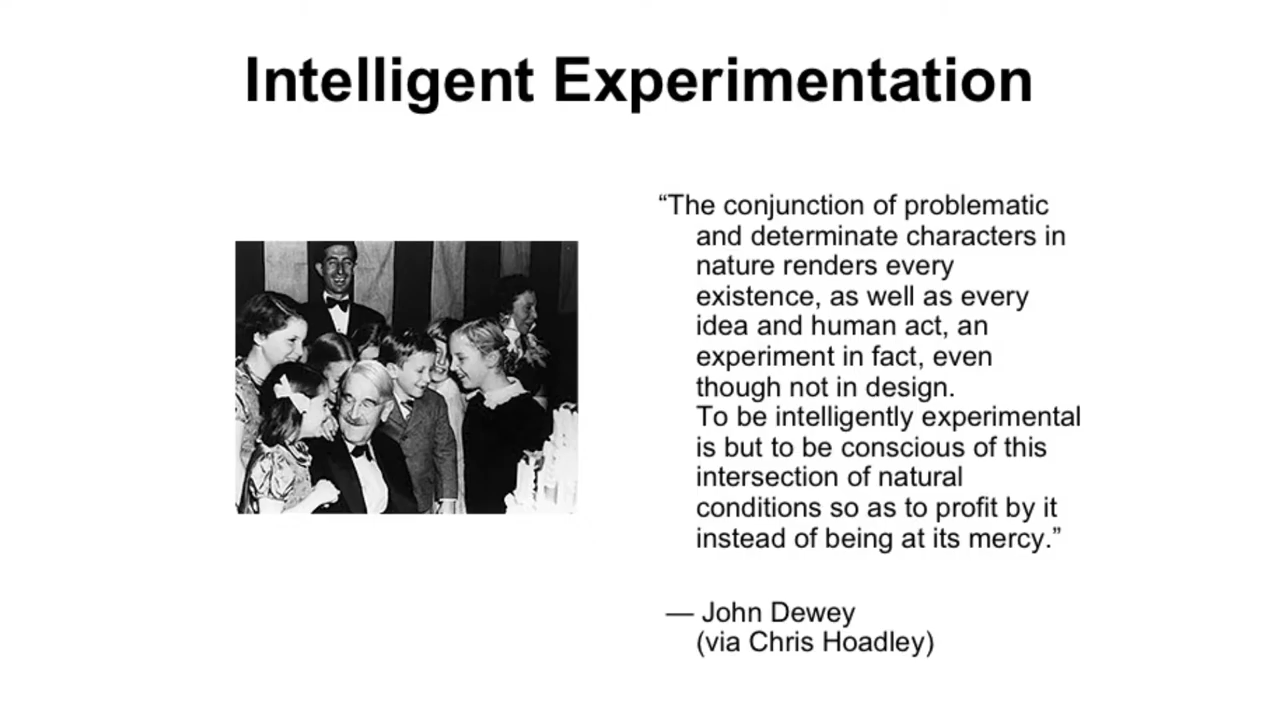 Intelligent Experimentation
“The conjunction of problematic
and determinate characters in
nature renders every
existence, as well as every
idea and human act, an
experiment in fact, even
though not in design.
To be intelligently experimental
is but to be conscious of this
intersection of natural
conditions so as to profit by it
instead of being at its mercy.”
— John Dewey
(via Chris Hoadley)